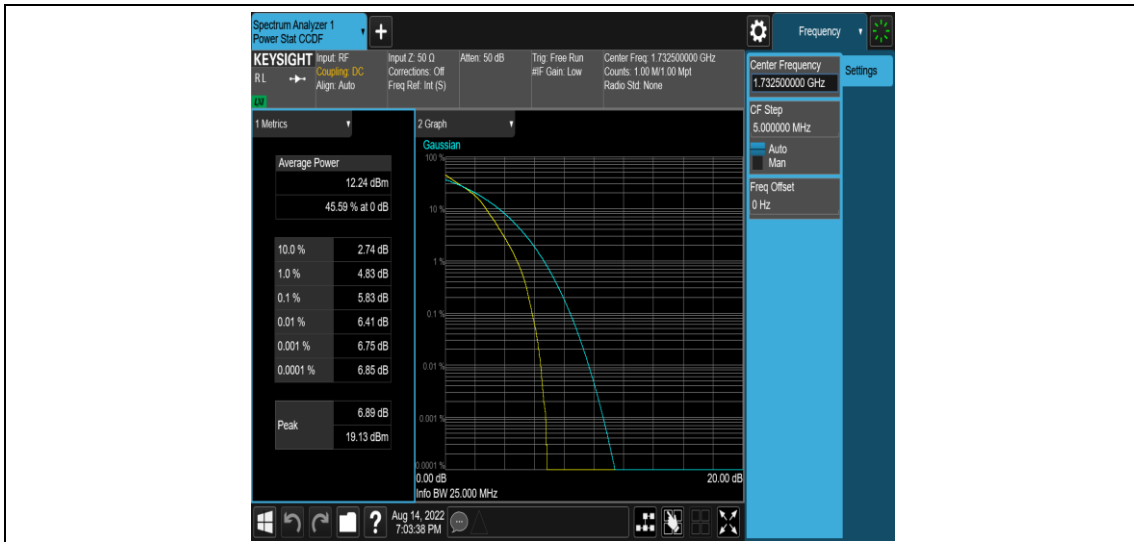 Spectrum Analyzer 1
Power Stat CCDF
+
Frequency
KEYSIGHT
RL
LXI
Input: RF
Coupling: DC
Align: Auto
Input Z: 50 Ω
Corrections: Off
Freq Ref: Int (S)
Atten: 50 dB
Trig: Free Run
#IF Gain: Low
Center Freq: 1.732500000 GHz
Counts: 1.00 M/1.00 Mpt
Radio Std: None
Center Frequency
1.732500000 GHz
Settings
CF Step
5.000000 MHz
Auto
Man
Freq Offset
0 Hz
1 Metrics
Average Power
12.24 dBm
45.59 % at 0 dB
10.0 % 2.74 dB
1.0 % 4.83 dB
0.1 % 5.83 dB
0.01 % 6.41 dB
0.001 % 6.75 dB
0.0001 % 6.85 dB
Peak 6.89 dB
19.13 dBm
2 Graph
Gaussian
100 %
10 %
1 %
0.1 %
0.01 %
0.001 %
0.0001 %
0.00 dB 20.00 dB
Info BW 25.000 MHz
?
Aug 14, 2022
7:03:38 PM